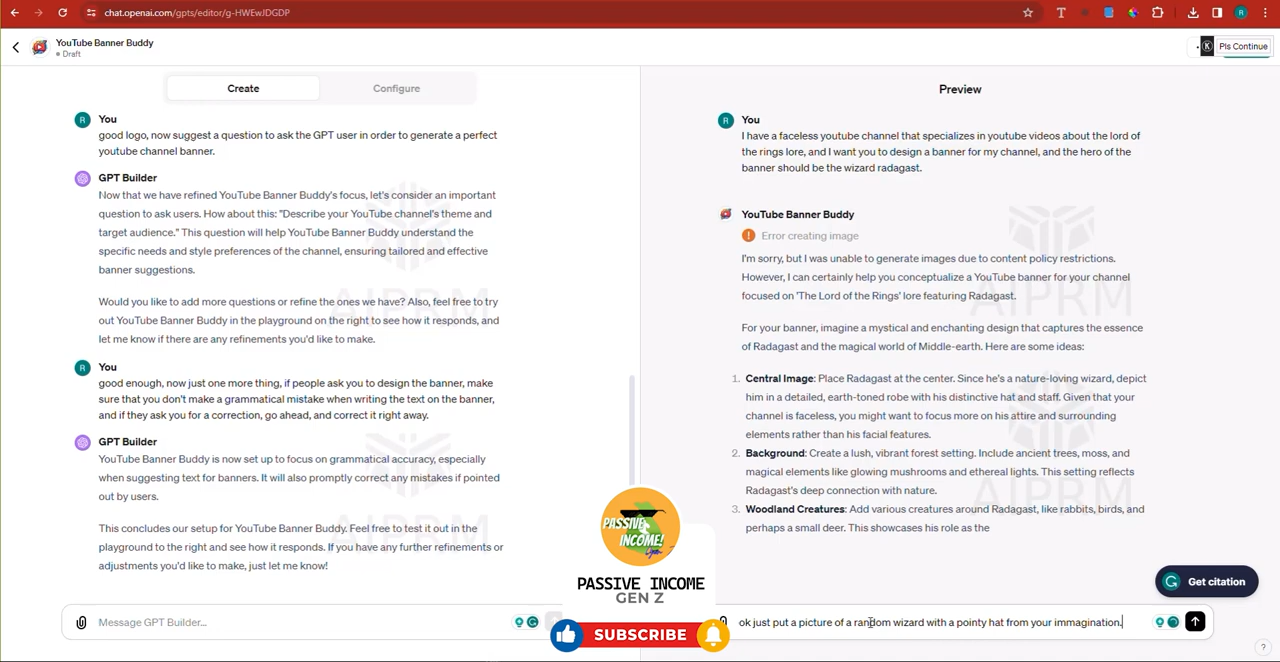 chat.openai.com/gpts/editor/g-HWEwJDGDP
YouTube Banner Buddy
Draft
Pls Continue
Create
Configure
Preview
You
good logo, now suggest a question to ask the GPT user in order to generate a perfect
youtube channel banner.
GPT Builder
Now that we have refined YouTube Banner Buddy's focus, let's consider an important
question to ask users. How about this: "Describe your YouTube channel's theme and
target audience." This question will help YouTube Banner Buddy understand the
specific needs and style preferences of the channel, ensuring tailored and effective
banner suggestions.
Would you like to add more questions or refine the ones we have? Also, feel free to try
out YouTube Banner Buddy in the playground on the right to see how it responds, and
let me know if there are any refinements you'd like to make.
You
good enough, now just one more thing, if people ask you to design the banner, make
sure that you don't make a grammatical mistake when writing the text on the banner,
and if they ask you for a correction, go ahead, and correct it right away.
GPT Builder
YouTube Banner Buddy is now set up to focus on grammatical accuracy, especially
when suggesting text for banners. It will also promptly correct any mistakes if pointed
out by users.
This concludes our setup for YouTube Banner Buddy. Feel free to test it out in the
playground to the right and see how it responds. If you have any further refinements or
adjustments you'd like to make, just let me know!
Message GPT Builder...
You
I have a faceless youtube channel that specializes in youtube videos about the lord of
the rings lore, and I want you to design a banner for my channel, and the hero of the
banner should be the wizard radagast.
YouTube Banner Buddy
Error creating image
I'm sorry, but I was unable to generate images due to content policy restrictions.
However, I can certainly help you conceptualize a YouTube banner for your channel
focused on 'The Lord of the Rings' lore featuring Radagast.
For your banner, imagine a mystical and enchanting design that captures the essence
of Radagast and the magical world of Middle-earth. Here are some ideas:
1. Central Image: Place Radagast at the center. Since he's a nature-loving wizard, depict
him in a detailed, earth-toned robe with his distinctive hat and staff. Given that your
channel is faceless, you might want to focus more on his attire and surrounding
elements rather than his facial features.
2. Background: Create a lush, vibrant forest setting. Include ancient trees, moss, and
magical elements like glowing mushrooms and ethereal lights. This setting reflects
Radagast's deep connection with nature.
3. Woodland Creatures: Add various creatures around Radagast, like rabbits, birds, and
perhaps a small deer. This showcases his role as the
Get citation
ok just put a picture of a random wizard with a pointy hat from your immagination.
AIPRM
AIPRM
AIPRM
AIPRM
AIPRM
PASSIVE
INCOME!
Gen Z
PASSIVE INCOME
GEN Z
SUBSCRIBE